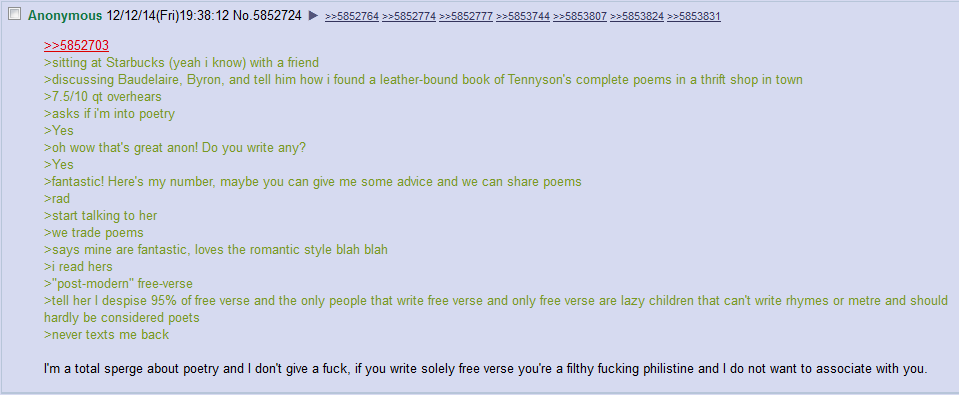 Anonymous 12/12/14(Fri)19:38:12 No.5852724 ▶ >>5852764 >>5852774 >>5852777 >>5853744 >>5853807 >>5853824 >>5853831
>>5852703
>sitting at Starbucks (yeah i know) with a friend
>discussing Baudelaire, Byron, and tell him how i found a leather-bound book of Tennyson's complete poems in a thrift shop in town
>7.5/10 qt overhears
>asks if i'm into poetry
>Yes
>oh wow that's great anon! Do you write any?
>Yes
>fantastic! Here's my number, maybe you can give me some advice and we can share poems
>rad
>start talking to her
>we trade poems
>says mine are fantastic, loves the romantic style blah blah
>i read hers
>"post-modern" free-verse
>tell her I despise 95% of free verse and the only people that write free verse and only free verse are lazy children that can't write rhymes or metre and should
hardly be considered poets
>never texts me back
I'm a total sperge about poetry and I don't give a fuck, if you write solely free verse you're a filthy fucking philistine and I do not want to associate with you.